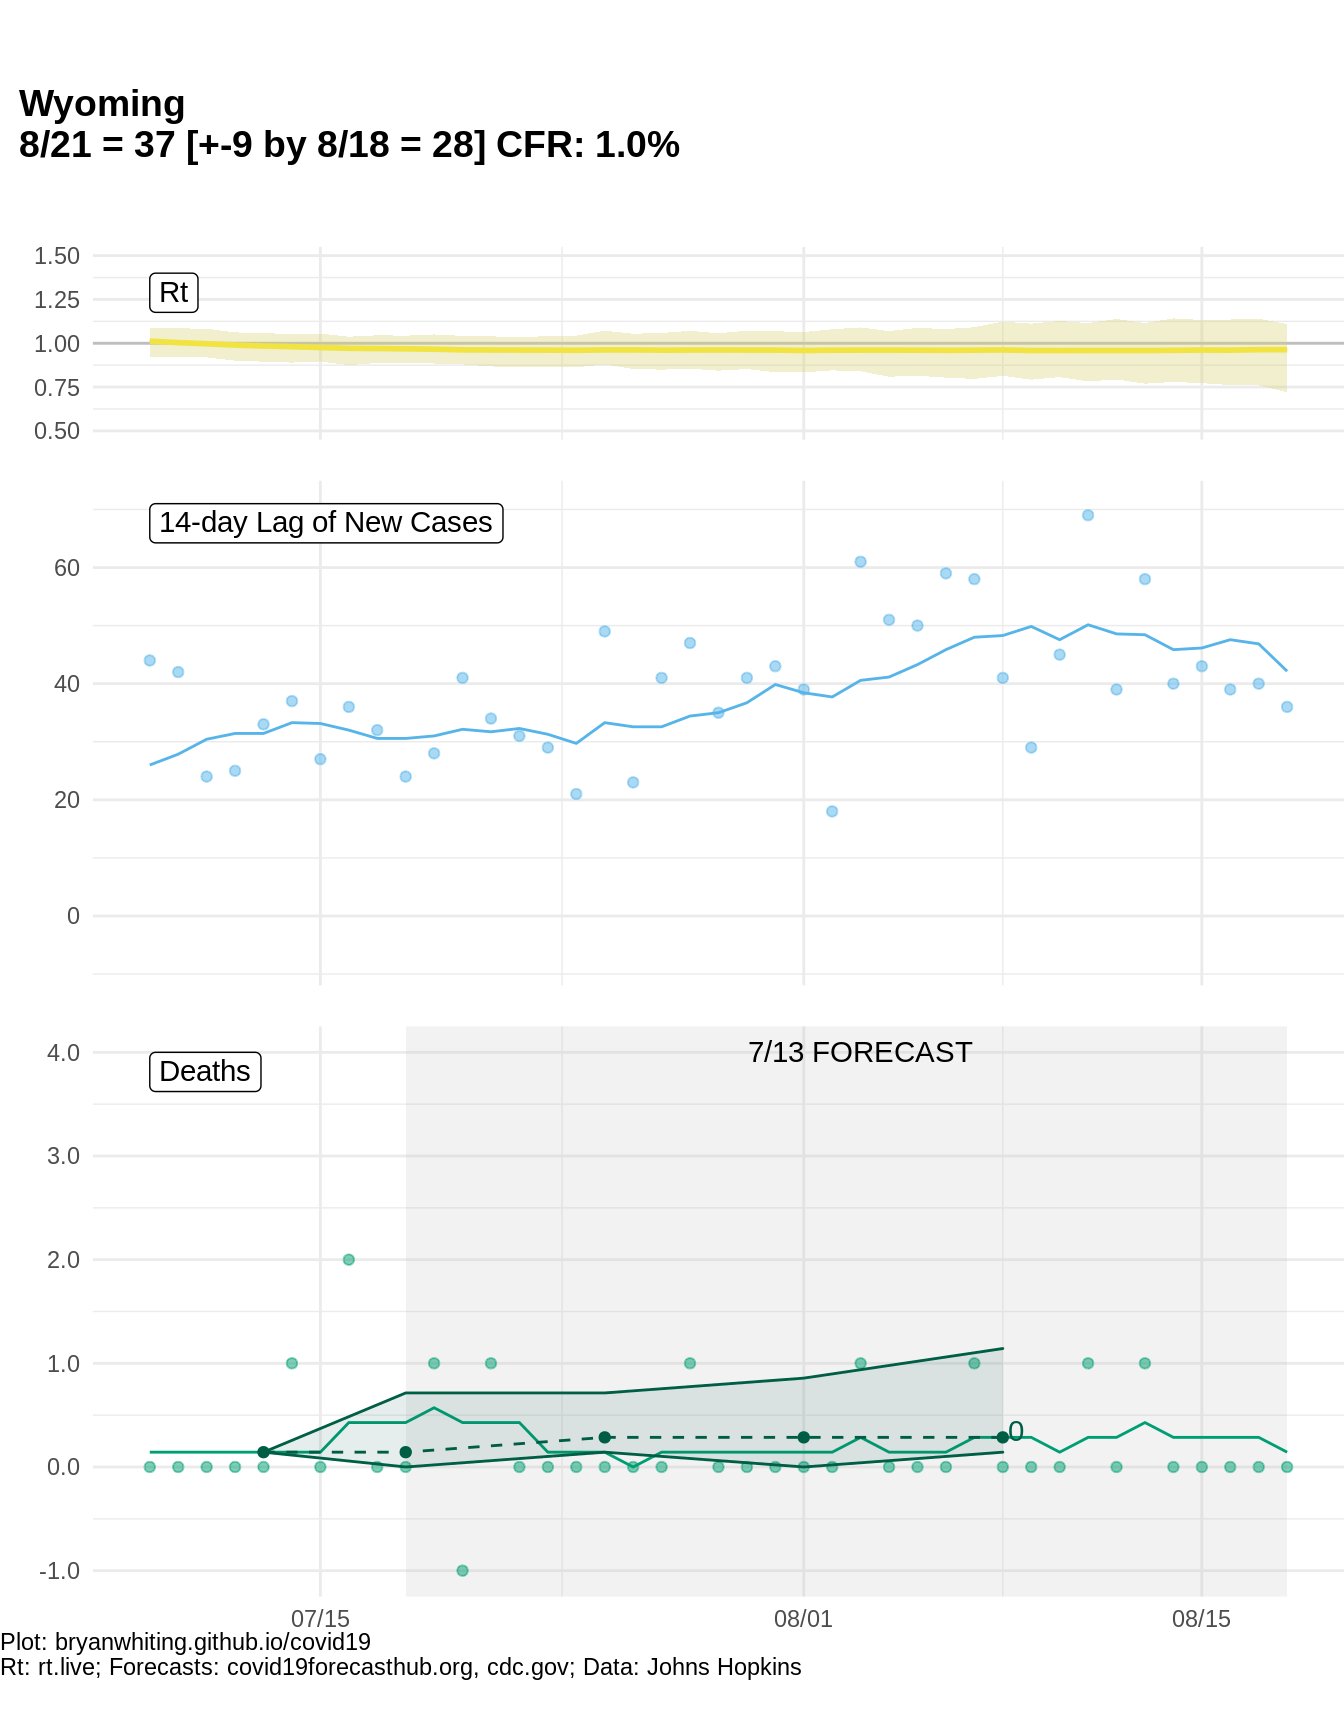 Wyoming
8/21 = 37 [+-9 by 8/18 = 28] CFR: 1.0%
1.50
1.25
1.00
0.75
0.50
Rt
14-day Lag of New Cases
60
40
20
0
7/13 FORECAST
Deaths
4.0
3.0
2.0
1.0
0.0
-1.0
0
07/15
08/01
08/15
Plot: bryanwhiting.github.io/covid19
Rt: rt.live; Forecasts: covid19forecasthub.org, cdc.gov; Data: Johns Hopkins